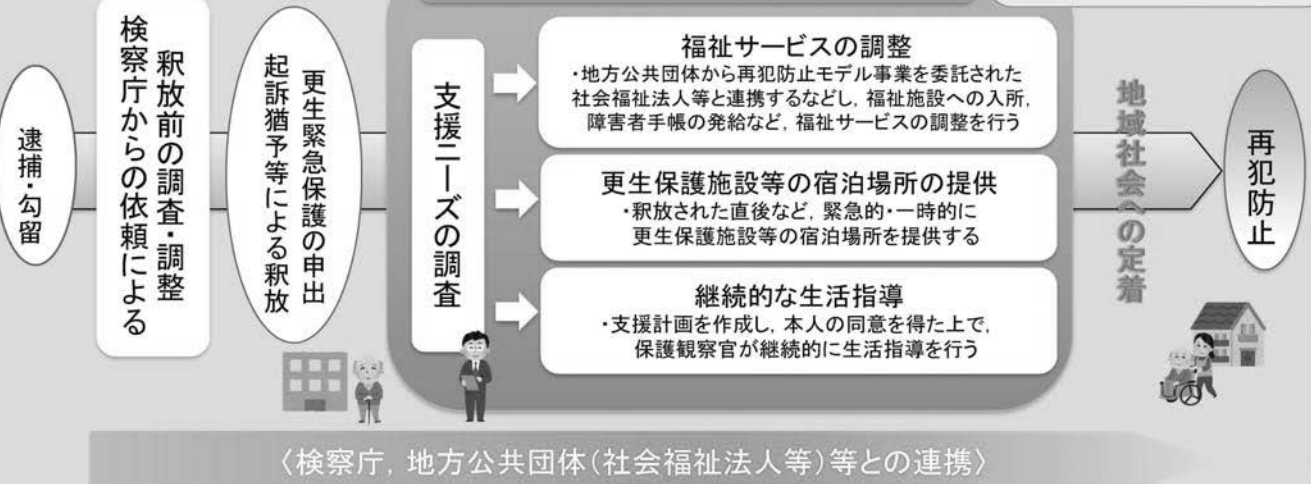 逮捕・勾留
検察庁からの依頼による
釈放前の調査・調整
起訴猶予等による釈放
更生緊急保護の申出
支援ニーズの調査
福祉サービスの調整
・地方公共団体から再犯防止モデル事業を委託された
社会福祉法人等と連携するなどし，福祉施設への入所，
障害者手帳の発給など，福祉サービスの調整を行う
更生保護施設等の宿泊場所の提供
・釈放された直後など，緊急的・一時的に
更生保護施設等の宿泊場所を提供する
継続的な生活指導
・支援計画を作成し，本人の同意を得た上で，
保護観察官が継続的に生活指導を行う
地域社会への定着
再犯防止
〈検察庁，地方公共団体（社会福祉法人等）等との連携〉